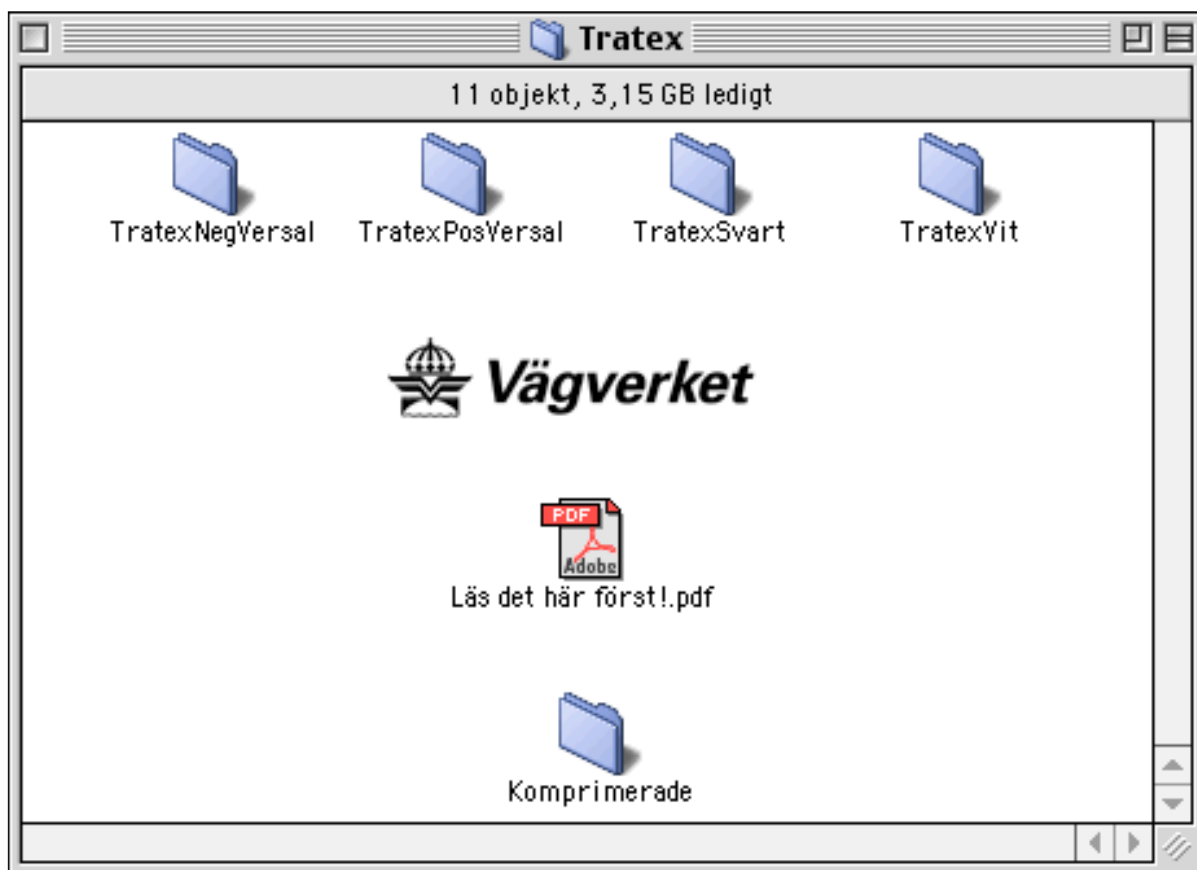 Tratex
11 objekt, 3,15 GB ledigt
TratexNegVersal TratexPosVersal TratexSvart TratexVit
Vägverket
PDF
Adobe
Läs det här först!.pdf
Komprimerade